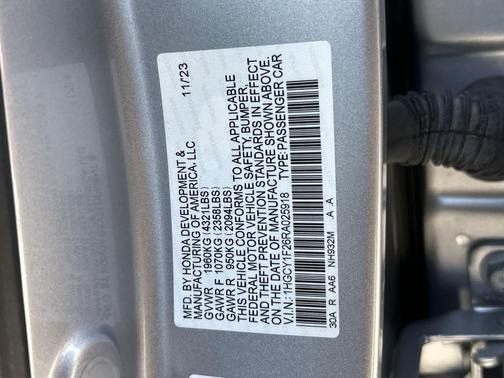 MFD. BY HONDA DEVELOPMENT & 11/23
MANUFACTURING OF AMERICA, LLC
GVWR 1960KG (4321LBS)
GAWR F 1070KG (2358LBS)
GAWR R 950KG (2094LBS)
THIS VEHICLE CONFORMS TO ALL APPLICABLE
FEDERAL MOTOR VEHICLE SAFETY, BUMPER,
AND THEFT PREVENTION STANDARDS IN EFFECT
ON THE DATE OF MANUFACTURE SHOWN ABOVE.
V.I.N.: 1HGCY1F26RA025918 TYPE: PASSENGER CAR
30A R AA6 NH932M A A